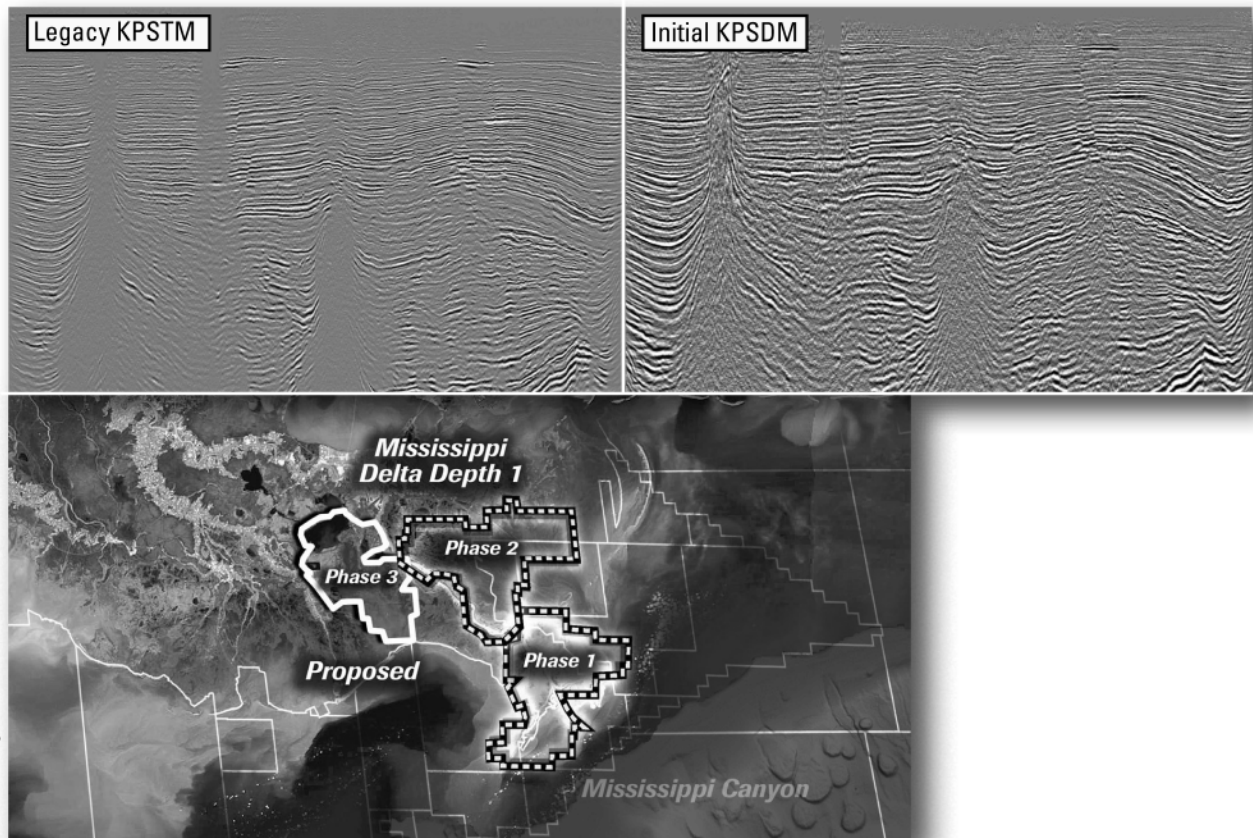 Legacy KPSTM
Initial KPSDM
Mississippi
Delta Depth 1
Phase 2
Phase 3
Phase 1
Proposed
Mississippi Canyon